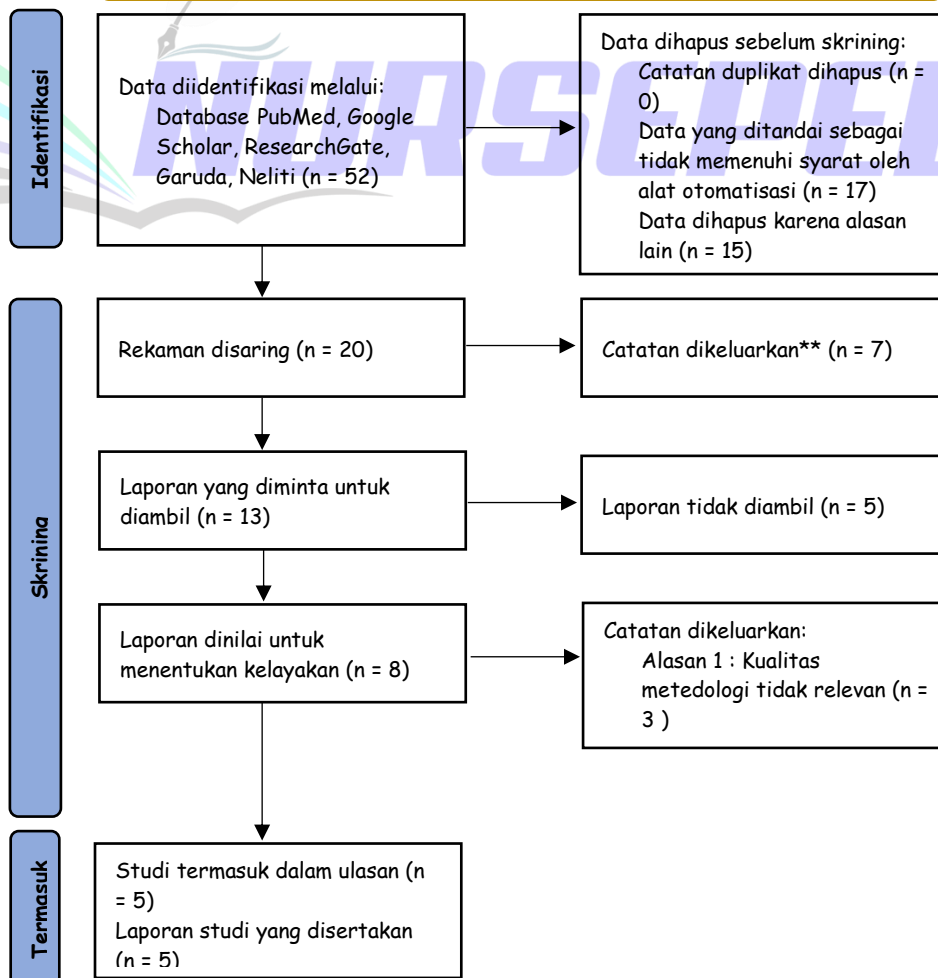 Identifikasi
Data diidentifikasi melalui:
Database PubMed, Google
Scholar, ResearchGate,
Garuda, Neliti (n = 52)
Data dihapus sebelum skrining:
Catatan duplikat dihapus (n =
0)
Data yang ditandai sebagai
tidak memenuhi syarat oleh
alat otomatisasi (n = 17)
Data dihapus karena alasan
lain (n = 15)
Skrinina
Rekaman disaring (n = 20)
Catatan dikeluarkan** (n = 7)
Laporan yang diminta untuk
diambil (n = 13)
Laporan tidak diambil (n = 5)
Laporan dinilai untuk
menentukan kelayakan (n = 8)
Catatan dikeluarkan:
Alasan 1 : Kualitas
metedologi tidak relevan (n =
3 )
Termasuk
Studi termasuk dalam ulasan (n
= 5)
Laporan studi yang disertakan
(n = 5)